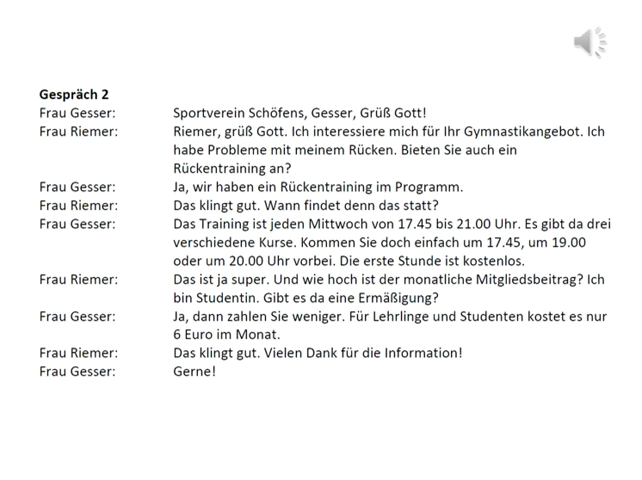 Gespräch 2
Frau Gesser: Sportverein Schöfens, Gesser, Grüß Gott!
Frau Riemer: Riemer, grüß Gott. Ich interessiere mich für Ihr Gymnastikangebot. Ich
habe Probleme mit meinem Rücken. Bieten Sie auch ein
Rückentraining an?
Frau Gesser: Ja, wir haben ein Rückentraining im Programm.
Frau Riemer: Das klingt gut. Wann findet denn das statt?
Frau Gesser: Das Training ist jeden Mittwoch von 17.45 bis 21.00 Uhr. Es gibt da drei
verschiedene Kurse. Kommen Sie doch einfach um 17.45, um 19.00
oder um 20.00 Uhr vorbei. Die erste Stunde ist kostenlos.
Frau Riemer: Das ist ja super. Und wie hoch ist der monatliche Mitgliedsbeitrag? Ich
bin Studentin. Gibt es da eine Ermäßigung?
Frau Gesser: Ja, dann zahlen Sie weniger. Für Lehrlinge und Studenten kostet es nur
6 Euro im Monat.
Frau Riemer: Das klingt gut. Vielen Dank für die Information!
Frau Gesser: Gerne!